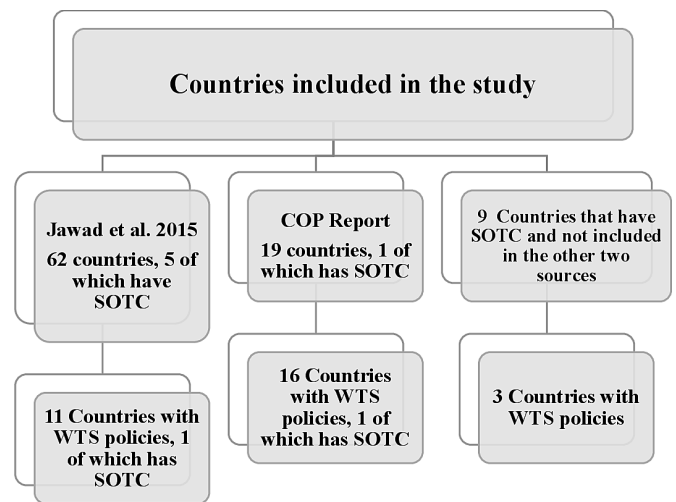 Countries included in the study
Jawad et al. 2015
62 countries, 5 of
which have
SOTC
COP Report
19 countries, 1 of
which has SOTC
9 Countries that have
SOTC and not included
in the other two
sources
11 Countries with
WTS policies, 1
of which has
SOTC
16 Countries
with WTS
policies, 1 of
which has SOTC
3 Countries with
WTS policies